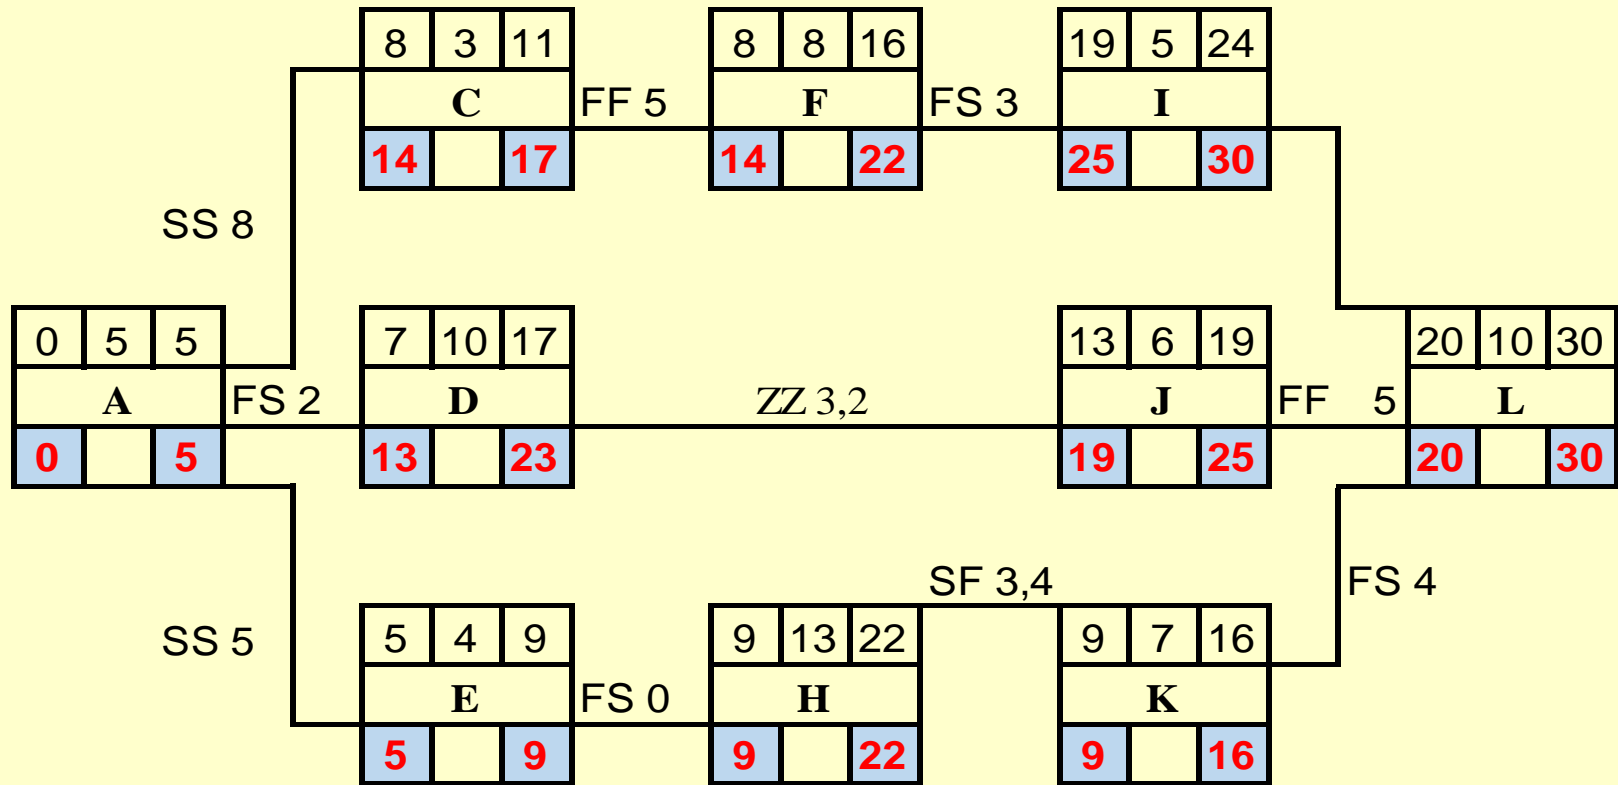 8 3 11 8 8 16 19 5 24
C FF 5 F FS 3 I
14 17 14 22 25 30
SS 8
0 5 5 7 10 17 13 6 19 20 10 30
A FS 2 D ZZ 3,2 J FF 5 L
0 5 13 23 19 25 20 30
SF 3,4 FS 4
SS 5 5 4 9 9 13 22 9 7 16
E FS 0 H K
5 9 9 22 9 16